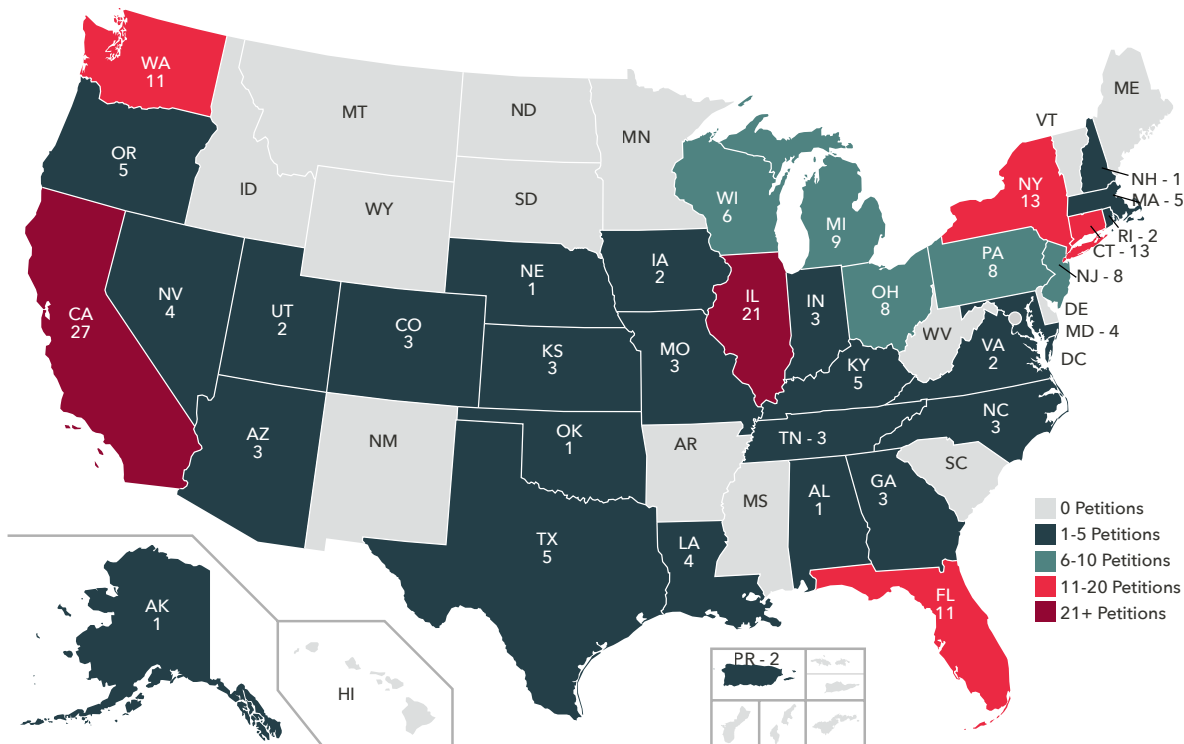 WA
11
OR
5
CA
27
NV
4
ID
MT
WY
UT
2
AZ
3
CO
3
NM
ND
SD
NE
1
KS
3
OK
1
TX
5
MN
IA
2
MO
3
AR
LA
4
WI
6
IL
21
MS
MI
9
IN
3
KY
5
TN - 3
AL
1
OH
8
WV
GA
3
FL
11
SC
NC
3
VA
2
PA
8
NY
13
VT
ME
NH - 1
MA - 5
RI - 2
CT - 13
NJ - 8
DE
MD - 4
DC
AK
1
HI
PR - 2
0 Petitions
1-5 Petitions
6-10 Petitions
11-20 Petitions
21+ Petitions